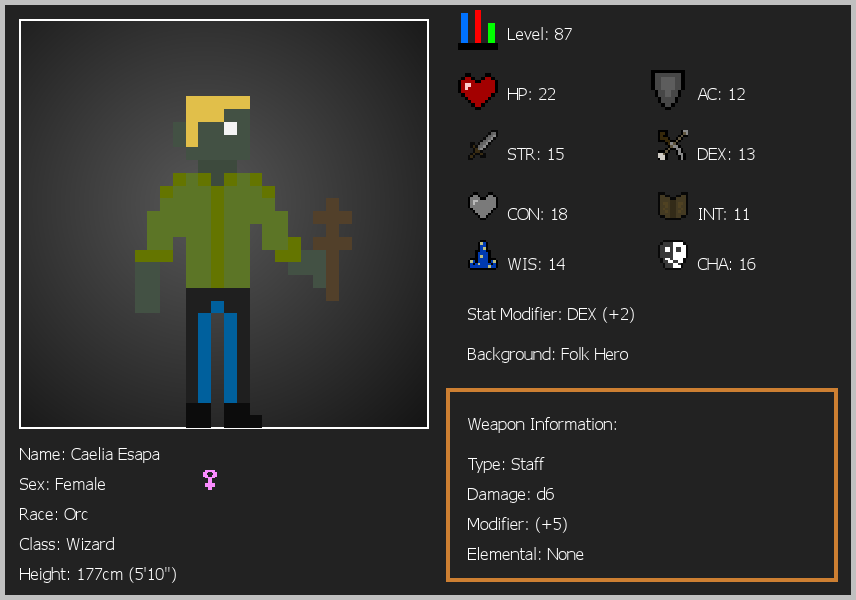 Level: 87
HP: 22
AC: 12
STR: 15
DEX: 13
CON: 18
INT: 11
WIS: 14
CHA: 16
Stat Modifier: DEX (+2)
Background: Folk Hero
Weapon Information:
Type: Staff
Damage: d6
Modifier: (+5)
Elemental: None
Name: Caelia Esapa
Sex: Female
Race: Orc
Class: Wizard
Height: 177cm (5'10")